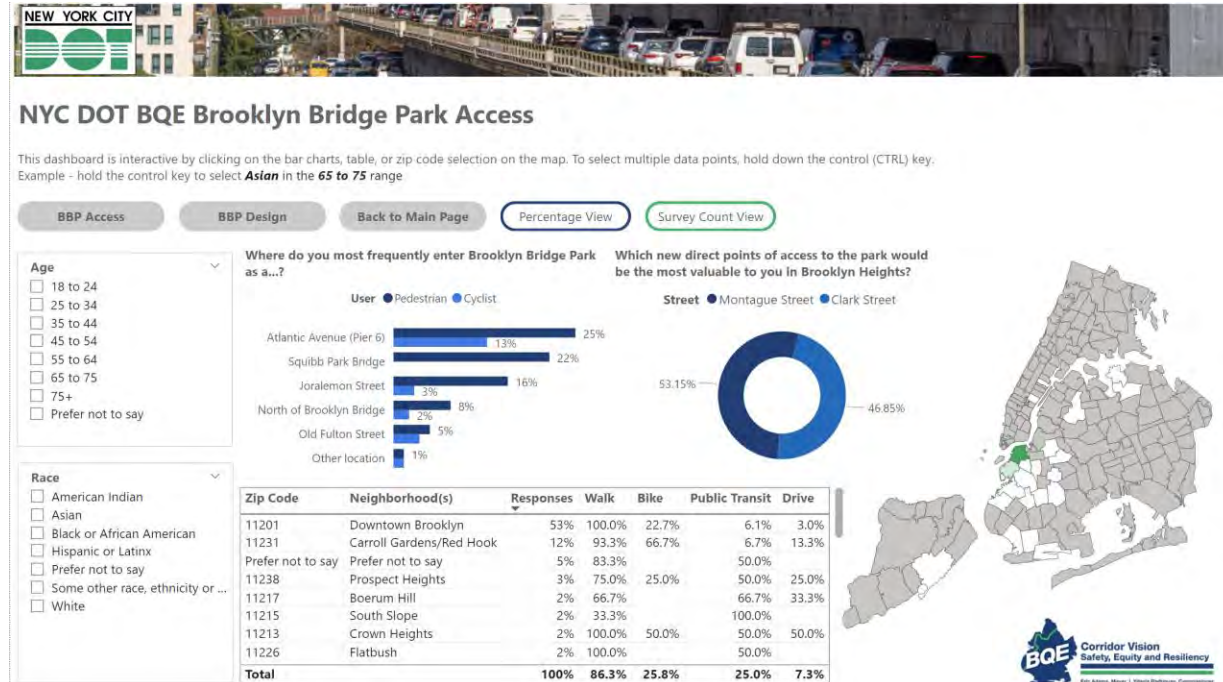 NEW YORK CITY
DOT
NYC DOT BQE Brooklyn Bridge Park Access
This dashboard is interactive by clicking on the bar charts, table, or zip code selection on the map. To select multiple data points, hold down the control (CTRL) key.
Example - hold the control key to select Asian in the 65 to 75 range
BBP Access BBP Design Back to Main Page Percentage View Survey Count View
Age
18 to 24
25 to 34
35 to 44
45 to 54
55 to 64
65 to 75
75+
Prefer not to say
Race
American Indian
Asian
Black or African American
Hispanic or Latinx
Prefer not to say
Some other race, ethnicity or ...
White
Where do you most frequently enter Brooklyn Bridge Park
as a...?
User Pedestrian Cyclist
Atlantic Avenue (Pier 6) 25%
13%
Squibb Park Bridge 22%
Joralemon Street 16%
3%
North of Brooklyn Bridge 8%
2%
Old Fulton Street 5%
Other location 1%
Which new direct points of access to the park would
be the most valuable to you in Brooklyn Heights?
Street Montague Street Clark Street
53.15%
46.85%
Zip Code Neighborhood(s) Responses Walk Bike Public Transit Drive
11201 Downtown Brooklyn 53% 100.0% 22.7% 6.1% 3.0%
11231 Carroll Gardens/Red Hook 12% 93.3% 66.7% 6.7% 13.3%
Prefer not to say Prefer not to say 5% 83.3% 50.0%
11238 Prospect Heights 3% 75.0% 25.0% 50.0% 25.0%
11217 Boerum Hill 2% 66.7% 66.7% 33.3%
11215 South Slope 2% 33.3% 100.0%
11213 Crown Heights 2% 100.0% 50.0% 50.0% 50.0%
11226 Flatbush 2% 100.0% 50.0%
Total 100% 86.3% 25.8% 25.0% 7.3%
BQE
Corridor Vision
Safety, Equity and Resiliency